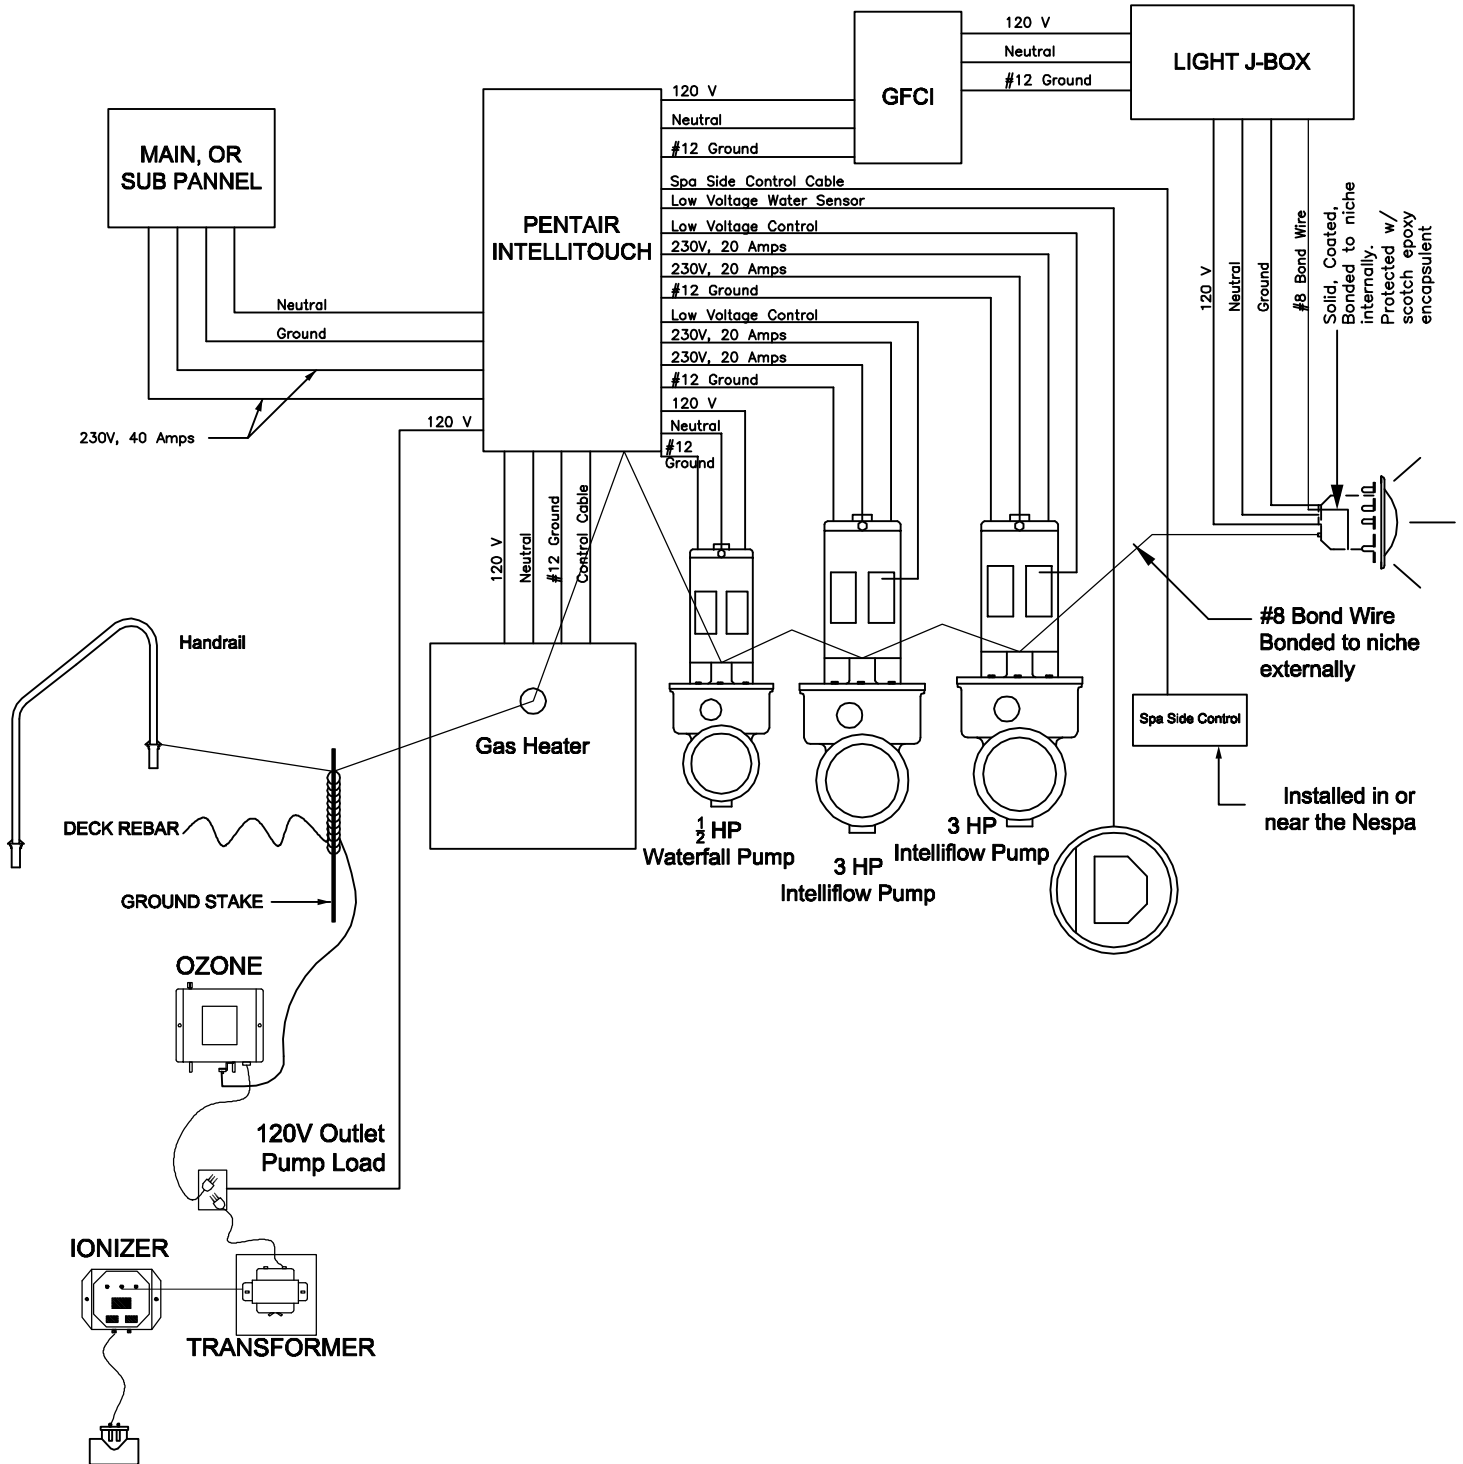 120 V
Neutral
#12 Ground
LIGHT J-BOX
GFCI
120 V
Neutral
#12 Ground
MAIN, OR
SUB PANNEL
PENTAIR
INTELLITOUCH
Spa Side Control Cable
Low Voltage Water Sensor
Low Voltage Control
230V, 20 Amps
230V, 20 Amps
#12 Ground
Low Voltage Control
230V, 20 Amps
230V, 20 Amps
#12 Ground
120 V
Neutral
#12
Ground
120 V
Neutral
Ground
#8 Bond Wire
Solid, Coated,
Bonded to niche
internally.
Protected w/
scotch epoxy
encapsulent
Neutral
Ground
230V, 40 Amps
120 V
120 V
Neutral
#12 Ground
Control Cable
Handrail
Gas Heater
#8 Bond Wire
Bonded to niche
externally
Spa Side Control
Installed in or
near the Nespa
DECK REBAR
GROUND STAKE
1/2 HP
Waterfall Pump
3 HP
Intelliflow Pump
3 HP
Intelliflow Pump
OZONE
120V Outlet
Pump Load
IONIZER
TRANSFORMER